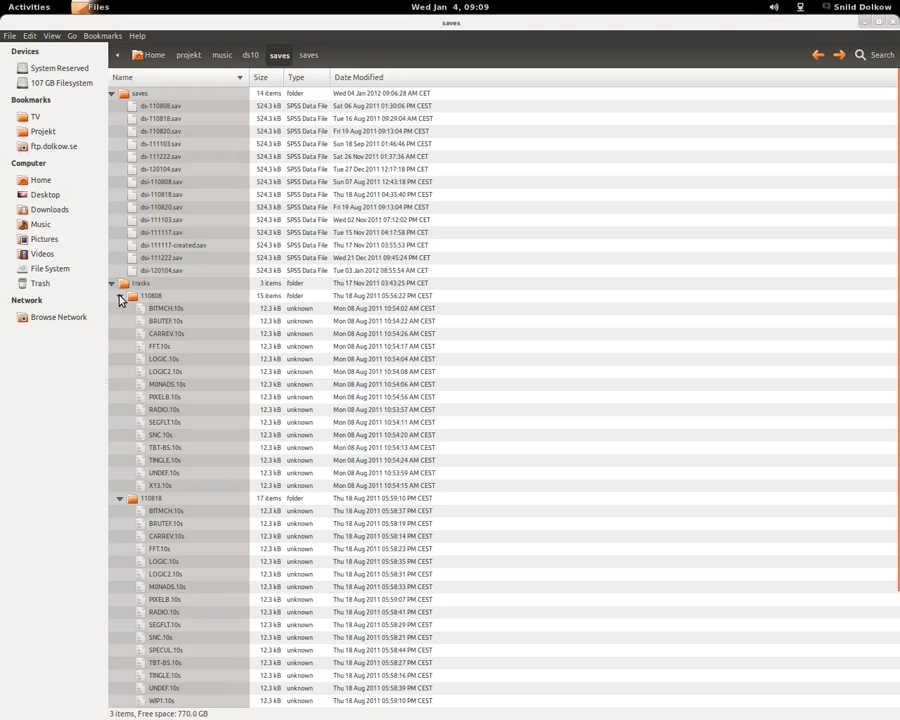 Activities Files Wed Jan 4, 09:09 Snild Dolkow
saves
File Edit View Go Bookmarks Help
Devices
System Reserved
107 GB Filesystem
Bookmarks
TV
Projekt
ftp.dolkow.se
Computer
Home
Desktop
Downloads
Music
Pictures
Videos
File System
Trash
Network
Browse Network
Home projekt music ds10 saves saves Search
Name Size Type Date Modified
saves 14 items folder Wed 04 Jan 2012 09:06:28 AM CET
ds-110808.sav 524.3 kB SPSS Data File Sat 06 Aug 2011 01:30:06 PM CEST
ds-110818.sav 524.3 kB SPSS Data File Tue 16 Aug 2011 09:29:04 AM CEST
ds-110820.sav 524.3 kB SPSS Data File Fri 19 Aug 2011 09:13:04 PM CEST
ds-111103.sav 524.3 kB SPSS Data File Sun 18 Sep 2011 01:46:46 PM CEST
ds-111222.sav 524.3 kB SPSS Data File Sat 26 Nov 2011 01:37:36 AM CET
ds-120104.sav 524.3 kB SPSS Data File Tue 27 Dec 2011 12:17:18 PM CET
dsi-110808.sav 524.3 kB SPSS Data File Sun 07 Aug 2011 12:43:18 PM CEST
dsi-110818.sav 524.3 kB SPSS Data File Thu 18 Aug 2011 04:35:40 PM CEST
dsi-110820.sav 524.3 kB SPSS Data File Fri 19 Aug 2011 09:13:04 PM CEST
dsi-111103.sav 524.3 kB SPSS Data File Wed 02 Nov 2011 07:12:02 PM CET
dsi-111117.sav 524.3 kB SPSS Data File Tue 15 Nov 2011 04:17:58 PM CET
dsi-111117-created.sav 524.3 kB SPSS Data File Thu 17 Nov 2011 03:55:53 PM CET
dsi-111222.sav 524.3 kB SPSS Data File Wed 21 Dec 2011 09:45:24 PM CET
dsi-120104.sav 524.3 kB SPSS Data File Tue 03 Jan 2012 08:55:54 AM CET
tracks 3 items folder Thu 17 Nov 2011 03:43:25 PM CET
110808 15 items folder Thu 18 Aug 2011 05:56:22 PM CEST
BITMCH.10s 12.3 kB unknown Mon 08 Aug 2011 10:54:02 AM CEST
BRUTEF.10s 12.3 kB unknown Mon 08 Aug 2011 10:54:22 AM CEST
CARREV.10s 12.3 kB unknown Mon 08 Aug 2011 10:54:26 AM CEST
FFT.10s 12.3 kB unknown Mon 08 Aug 2011 10:54:17 AM CEST
LOGIC.10s 12.3 kB unknown Mon 08 Aug 2011 10:54:04 AM CEST
LOGIC2.10s 12.3 kB unknown Mon 08 Aug 2011 10:54:08 AM CEST
M0NADS.10s 12.3 kB unknown Mon 08 Aug 2011 10:54:06 AM CEST
PIXELB.10s 12.3 kB unknown Mon 08 Aug 2011 10:54:56 AM CEST
RADIO.10s 12.3 kB unknown Mon 08 Aug 2011 10:53:57 AM CEST
SEGFLT.10s 12.3 kB unknown Mon 08 Aug 2011 10:54:11 AM CEST
SNC.10s 12.3 kB unknown Mon 08 Aug 2011 10:54:20 AM CEST
TBT-BS.10s 12.3 kB unknown Mon 08 Aug 2011 10:54:13 AM CEST
TINGLE.10s 12.3 kB unknown Mon 08 Aug 2011 10:54:24 AM CEST
UNDEF.10s 12.3 kB unknown Mon 08 Aug 2011 10:53:59 AM CEST
X13.10s 12.3 kB unknown Mon 08 Aug 2011 10:54:15 AM CEST
110818 17 items folder Thu 18 Aug 2011 05:59:10 PM CEST
BITMCH.10s 12.3 kB unknown Thu 18 Aug 2011 05:58:37 PM CEST
BRUTEF.10s 12.3 kB unknown Thu 18 Aug 2011 05:58:19 PM CEST
CARREV.10s 12.3 kB unknown Thu 18 Aug 2011 05:58:14 PM CEST
FFT.10s 12.3 kB unknown Thu 18 Aug 2011 05:58:23 PM CEST
LOGIC.10s 12.3 kB unknown Thu 18 Aug 2011 05:58:35 PM CEST
LOGIC2.10s 12.3 kB unknown Thu 18 Aug 2011 05:58:31 PM CEST
M0NADS.10s 12.3 kB unknown Thu 18 Aug 2011 05:58:33 PM CEST
PIXELB.10s 12.3 kB unknown Thu 18 Aug 2011 05:59:07 PM CEST
RADIO.10s 12.3 kB unknown Thu 18 Aug 2011 05:58:41 PM CEST
SEGFLT.10s 12.3 kB unknown Thu 18 Aug 2011 05:58:29 PM CEST
SNC.10s 12.3 kB unknown Thu 18 Aug 2011 05:58:21 PM CEST
SPECUL.10s 12.3 kB unknown Thu 18 Aug 2011 05:58:44 PM CEST
TBT-BS.10s 12.3 kB unknown Thu 18 Aug 2011 05:58:27 PM CEST
TINGLE.10s 12.3 kB unknown Thu 18 Aug 2011 05:58:16 PM CEST
UNDEF.10s 12.3 kB unknown Thu 18 Aug 2011 05:58:39 PM CEST
WIP1.10s 12.3 kB unknown Thu 18 Aug 2011 05:59:10 PM CEST
3 items, Free space: 770.0 GB